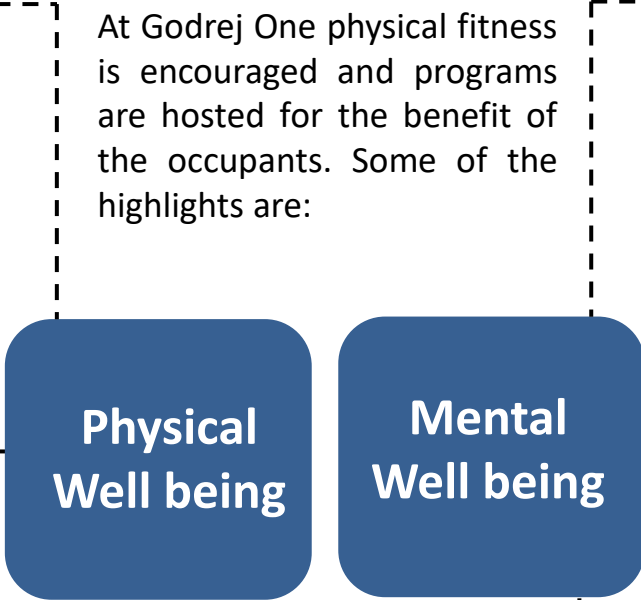 At Godrej One physical fitness
is encouraged and programs
are hosted for the benefit of
the occupants. Some of the
highlights are:
Physical
Well being
Mental
Well being